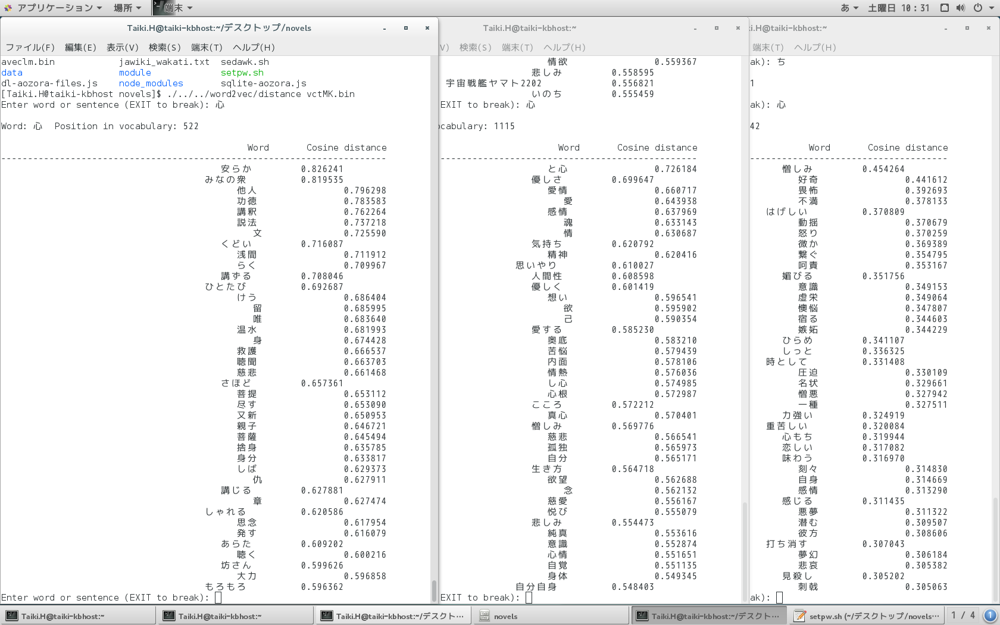 アプリケーション 場所 端末 あ 土曜日 10：31
Taiki.H@taiki-kbhost:~/デスクトップ/novels
ファイル(F) 編集(E) 表示(V) 検索(S) 端末(T) ヘルプ(H)
aveclm.bin jawiki_wakati.txt sedawk.sh
data module setpw.sh
dl-aozora-files.js node_modules sqlite-aozora.js
[Taiki.H@taiki-kbhost novels]$ ./../../word2vec/distance vctMK.bin
Enter word or sentence (EXIT to break): 心
Word: 心 Position in vocabulary: 522
Word Cosine distance
------------------------------------------------------------------------
安らか 0.826241
みなの衆 0.819535
他人 0.796298
功徳 0.783583
講釈 0.762264
説法 0.737218
文 0.725590
くどい 0.716087
浅間 0.711912
らく 0.709967
講ずる 0.708046
ひとたび 0.692687
けう 0.686404
留 0.685995
唯 0.683640
温水 0.681993
身 0.674428
救護 0.666537
聴聞 0.663703
慈悲 0.661468
さほど 0.657361
菩提 0.653112
尽す 0.653090
又新 0.650953
親子 0.646721
菩薩 0.645494
捨身 0.635785
身分 0.633817
しば 0.629373
仇 0.627911
講じる 0.627881
章 0.627474
しゃれる 0.620586
思念 0.617954
発す 0.616079
あらた 0.609202
聴く 0.600216
坊さん 0.599626
大力 0.596858
もろもろ 0.596362
Enter word or sentence (EXIT to break):
Taiki.H@taiki-kbhost:~
V) 検索(S) 端末(T) ヘルプ(H)
情欲 0.559367
悲しみ 0.558595
宇宙戦艦ヤマト2202 0.556821
いのち 0.555459
EXIT to break): 心
ocabulary: 1115
Word Cosine distance
------------------------------------------------
と心 0.726184
優しさ 0.699647
愛情 0.660717
愛 0.643938
感情 0.637969
魂 0.633143
情 0.630687
気持ち 0.620792
精神 0.620416
思いやり 0.610027
人間性 0.608598
優しく 0.601419
想い 0.596541
欲 0.595902
己 0.590354
愛する 0.585230
奥底 0.583210
苦悩 0.579439
内面 0.578106
情熱 0.576036
し心 0.574985
心根 0.572987
こころ 0.572212
真心 0.570401
憎しみ 0.569776
慈悲 0.566541
孤独 0.565973
自分 0.565171
生き方 0.564718
欲望 0.562688
念 0.562132
慈愛 0.556167
悦び 0.555079
悲しみ 0.554473
純真 0.553616
意識 0.552874
心情 0.551651
自覚 0.551135
身体 0.549345
自分自身 0.548403
EXIT to break):
i.H@taiki-kbhost:~
端末(T) ヘルプ(H)
ak): ち
1
ak): 心
42
Word Cosine distance
-------------------------------------
憎しみ 0.454264
好奇 0.441612
畏怖 0.392693
不満 0.378133
はげしい 0.370809
動揺 0.370679
怒り 0.370259
微か 0.369389
繋ぐ 0.354795
呵責 0.353167
媚びる 0.351756
意識 0.349153
虚栄 0.349064
懊悩 0.347807
宿る 0.344603
嫉妬 0.344229
ひらめ 0.341107
しっと 0.336325
時として 0.331408
圧迫 0.330109
名状 0.329661
憎悪 0.327942
一種 0.327511
力強い 0.324919
重苦しい 0.320084
心もち 0.319944
恋しい 0.317082
味わう 0.316970
刻々 0.314830
自身 0.314669
感情 0.313290
感じる 0.311435
悪夢 0.311322
潜む 0.309507
彼方 0.308606
打ち消す 0.307043
夢幻 0.306184
悲哀 0.305382
見殺し 0.305202
刺戟 0.305063
ak):
Taiki.H@taiki-kbhost:~ Taiki.H@taiki-kbhost:~ Taiki.H@taiki-kbhost:~/デスクト… novels Taiki.H@taiki-kbhost:~/デスクト… setpw.sh (~/デスクトップ/novels… 1 / 4 1